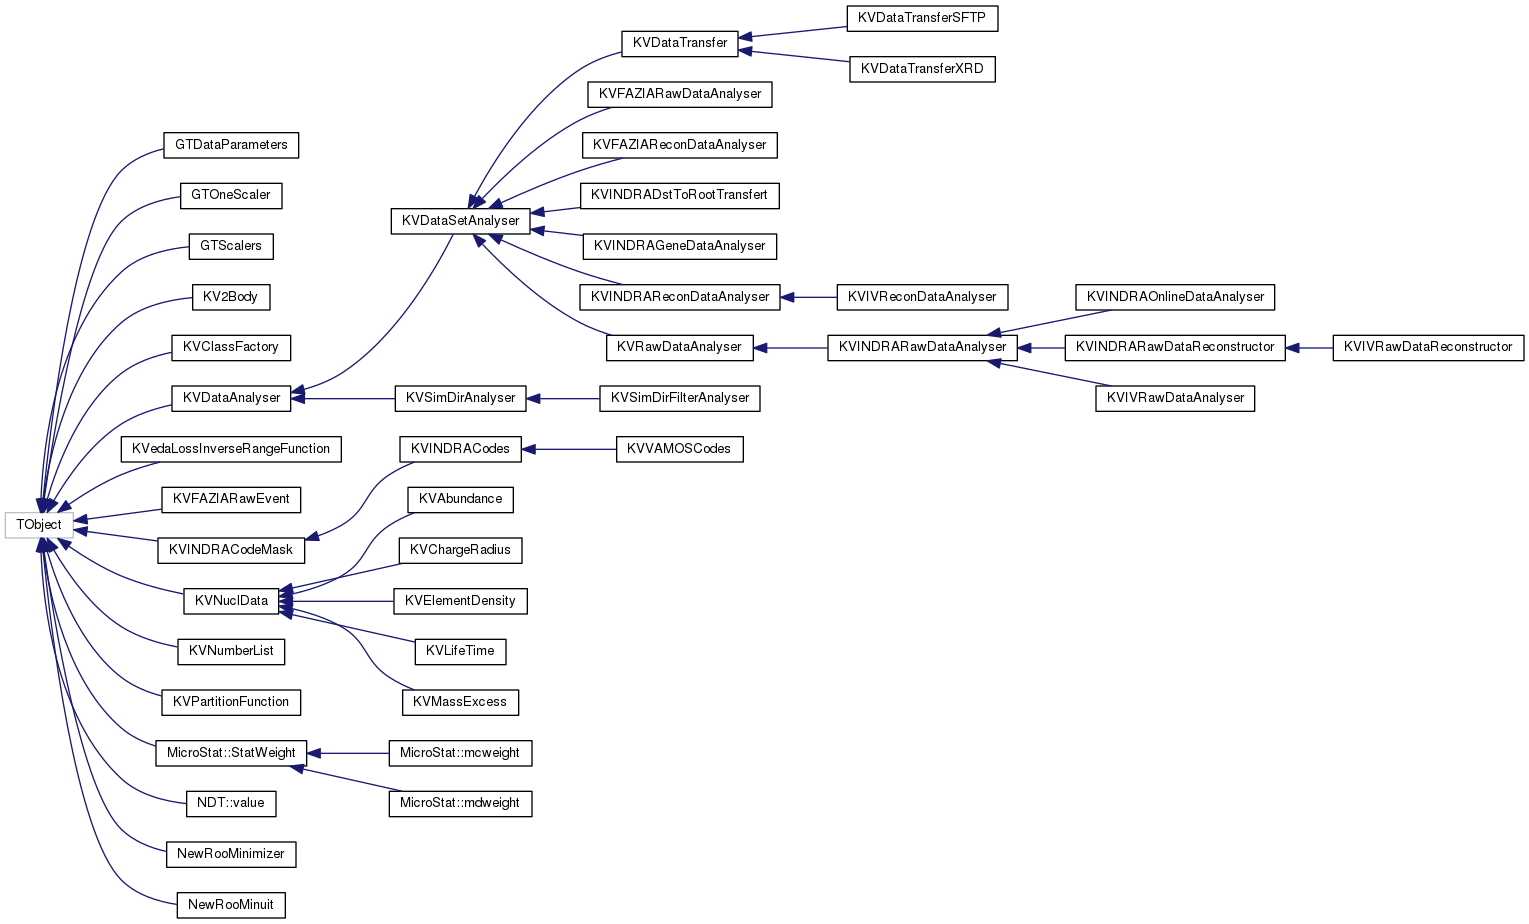 KVDataTransferSFTP
KVDataTransfer
KVDataTransferXRD
KVFAZIARawDataAnalyser
GTDataParameters
KVFAZIAReconDataAnalyser
GTOneScaler
KVINDRADstToRootTransfert
KVDataSetAnalyser
GTScalers
KVINDRAGeneDataAnalyser
KV2Body
KVINDRAReconDataAnalyser
KVIVReconDataAnalyser
KVINDRAOnlineDataAnalyser
KVClassFactory
KVRawDataAnalyser
KVINDRARawDataAnalyser
KVINDRARawDataReconstructor
KVIVRawDataReconstructor
KVDataAnalyser
KVSimDirAnalyser
KVSimDirFilterAnalyser
KVIVRawDataAnalyser
KVedaLossInverseRangeFunction
KVINDRACodes
KVVAMOSCodes
KVFAZIARawEvent
KVAbundance
TObject
KVINDRACodeMask
KVChargeRadius
KVNuclData
KVElementDensity
KVNumberList
KVLifeTime
KVPartitionFunction
KVMassExcess
MicroStat::StatWeight
MicroStat::mcweight
NDT::value
MicroStat::mdweight
NewRooMinimizer
NewRooMinuit